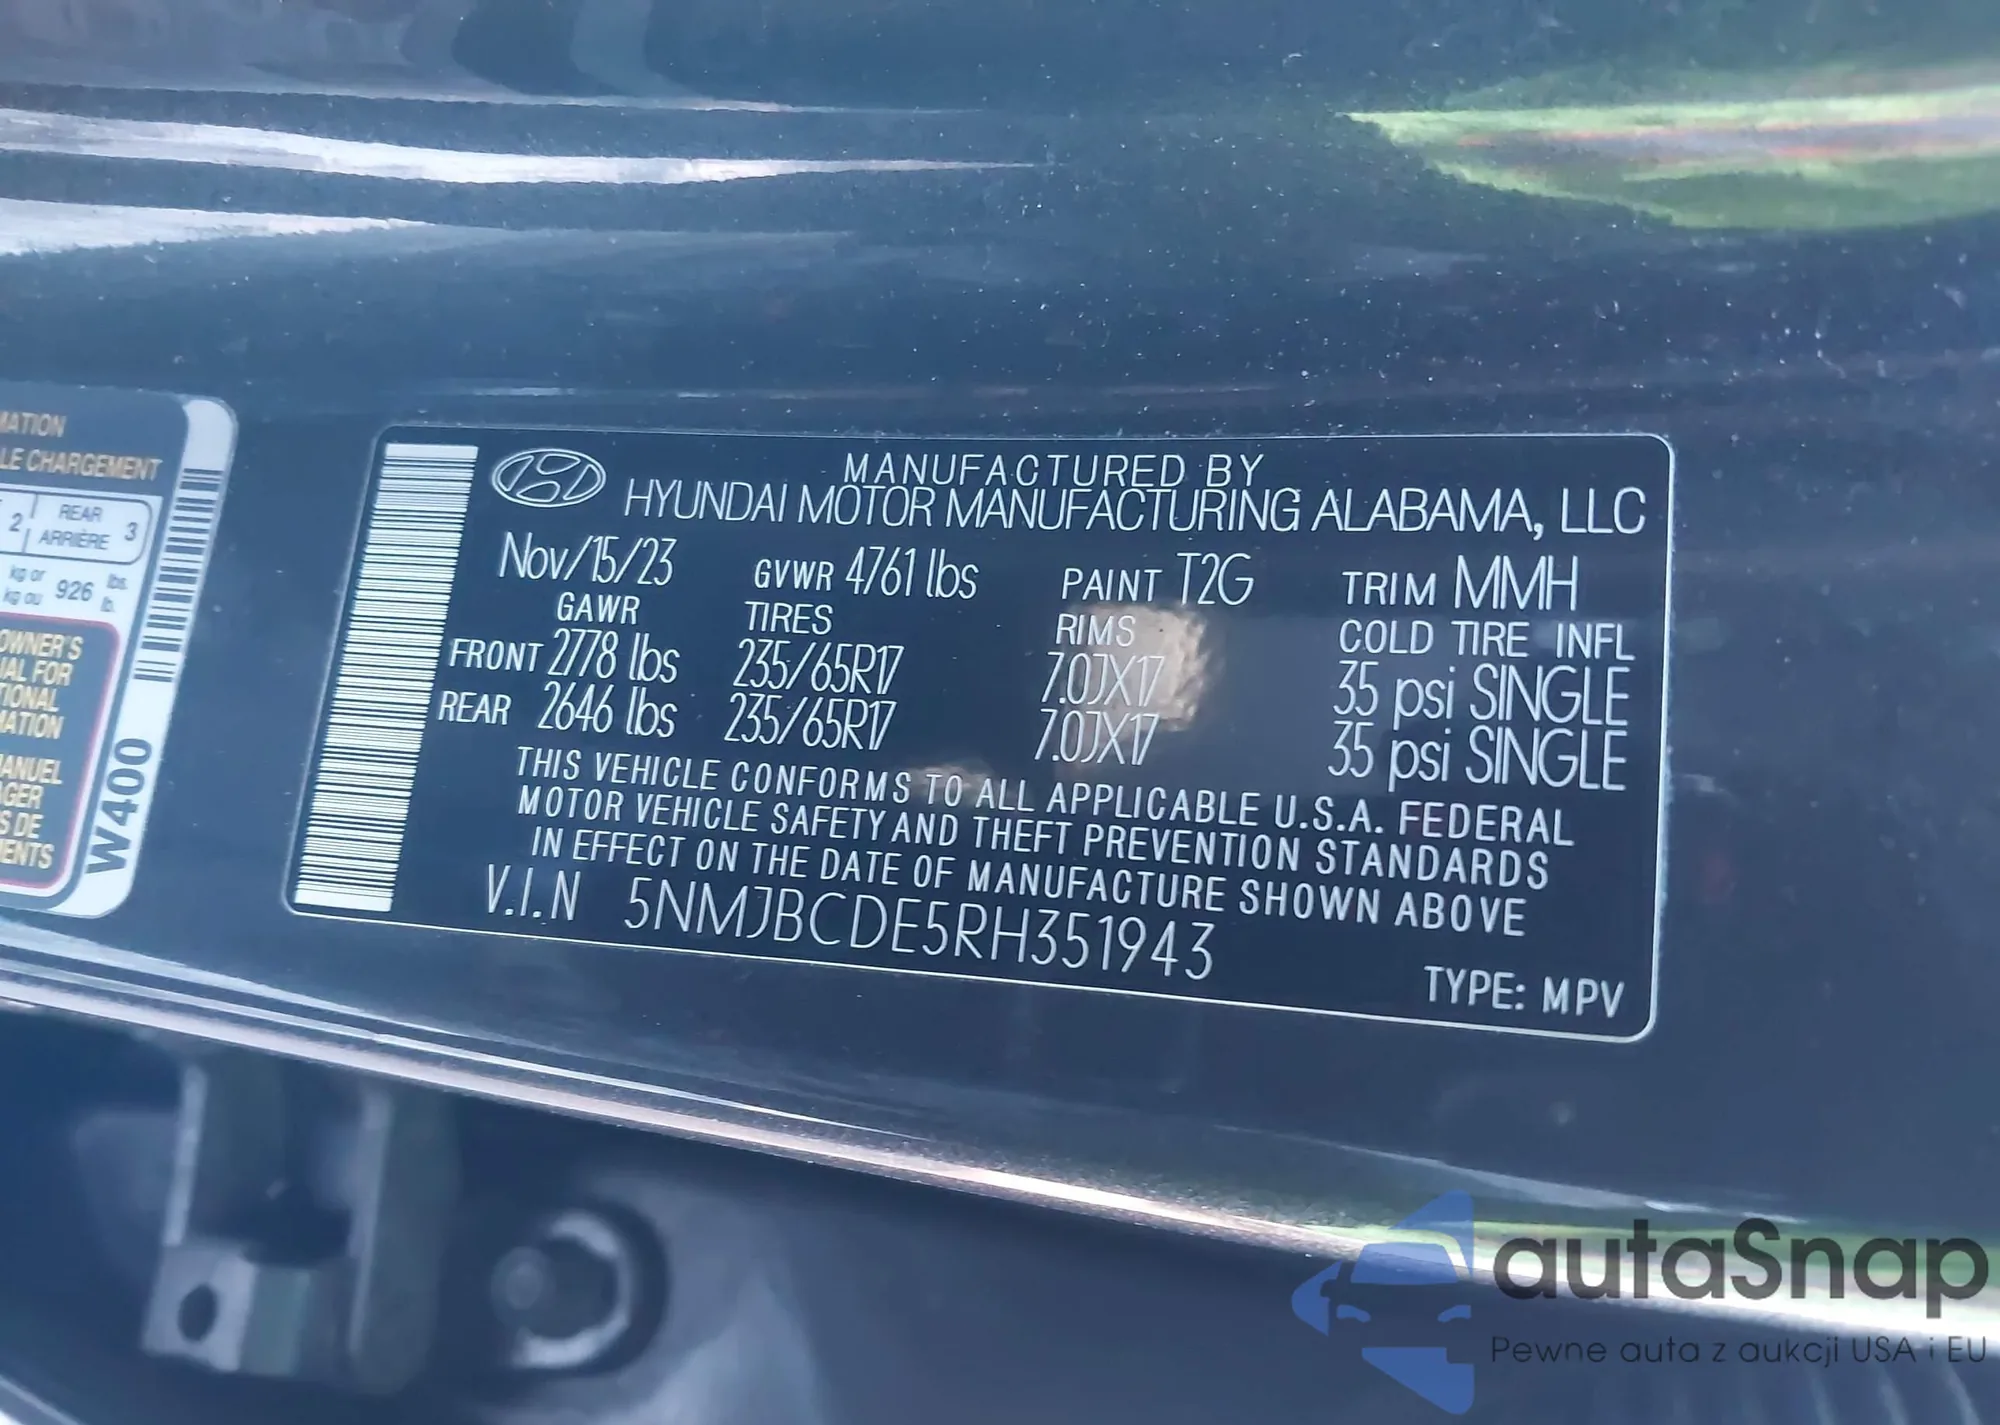 MATION
LE CHARGEMENT
2 REAR 3
ARRIÈRE
kg or 926 lbs.
kg ou lb.
OWNER'S
UAL FOR
TIONAL
MATION
MANUEL
AGER
S DE
MENTS
W400
MANUFACTURED BY
HYUNDAI MOTOR MANUFACTURING ALABAMA, LLC
Nov/15/23 GVWR 4761 lbs PAINT T2G TRIM MMH
GAWR TIRES RIMS COLD TIRE INFL
FRONT 2778 lbs 235/65R17 7.0JX17 35 psi SINGLE
REAR 2646 lbs 235/65R17 7.0JX17 35 psi SINGLE
THIS VEHICLE CONFORMS TO ALL APPLICABLE U.S.A. FEDERAL
MOTOR VEHICLE SAFETY AND THEFT PREVENTION STANDARDS
IN EFFECT ON THE DATE OF MANUFACTURE SHOWN ABOVE
V.I.N 5NMJBCDE5RH351943
TYPE: MPV
autaSnap
Pewne auta z aukcji USA i EU